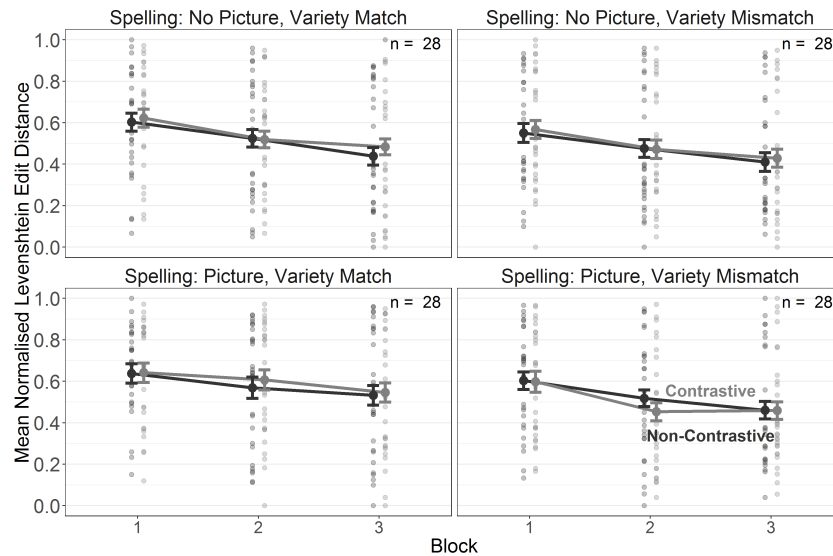 Spelling: No Picture, Variety Match
Spelling: No Picture, Variety Mismatch
n = 28
n = 28
1.0
0.8
0.6
0.4
0.2
0.0
Spelling: Picture, Variety Match
Spelling: Picture, Variety Mismatch
n = 28
n = 28
1.0
0.8
0.6
0.4
0.2
0.0
Contrastive
Non-Contrastive
1
2
3
1
2
3
Block
Mean Normalised Levenshtein Edit Distance